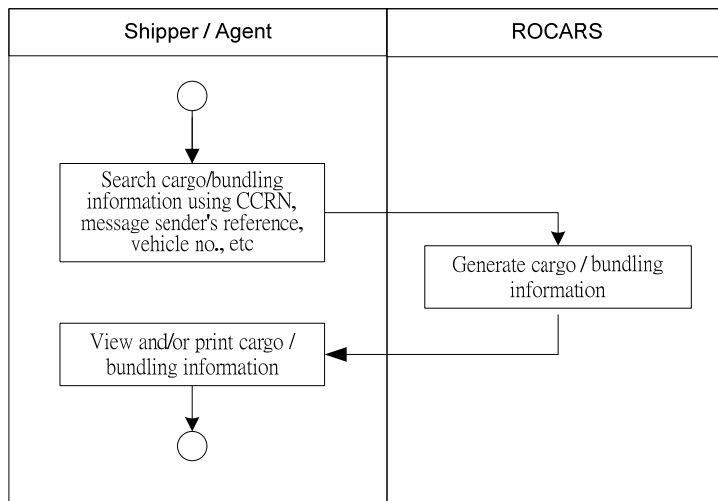 Shipper / Agent
ROCARS
Search cargo/bundling
information using CCRN,
message sender's reference,
vehicle no., etc
Generate cargo / bundling
information
View and/or print cargo /
bundling information